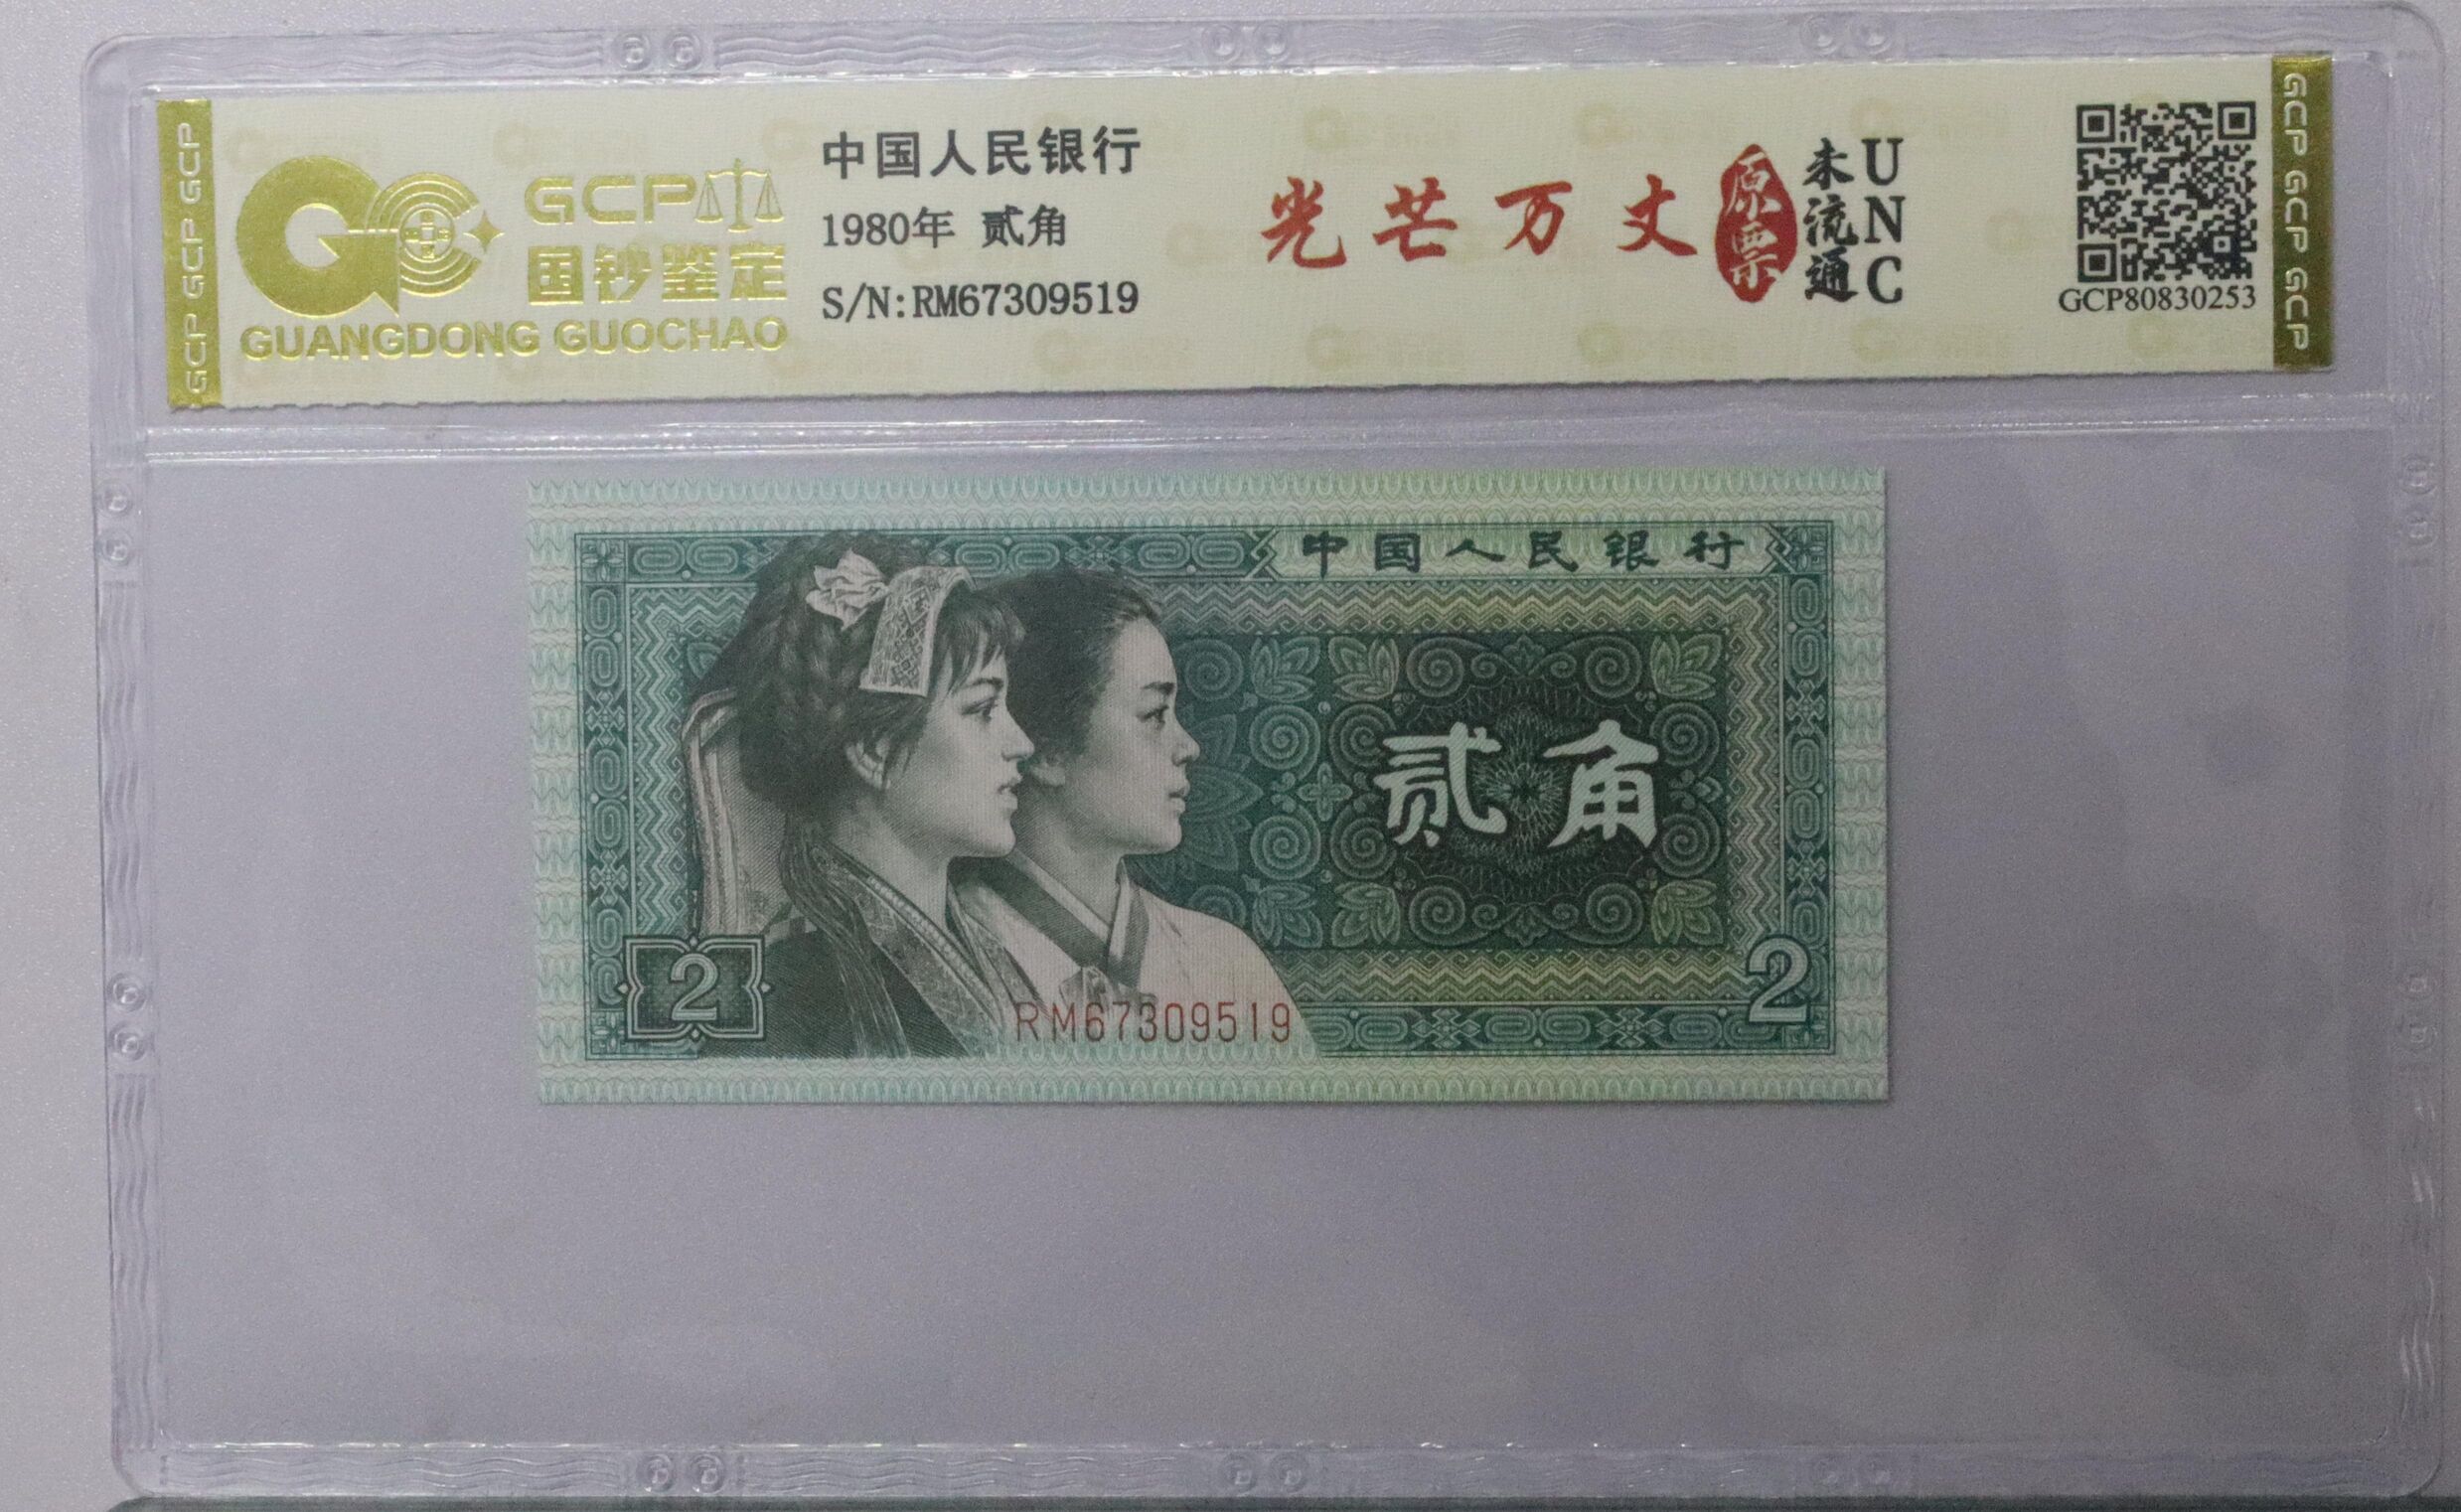 GCP GCP GCP
GCP
国钞鉴定
GUANGDONG GUOCHAO
中国人民银行
1980年 贰角
S/N:RM67309519
光芒万丈
原票
未流通
UNC
GCP80830253
GCP GCP GCP GCP
中国人民银行
贰角
2
RM67309519
2